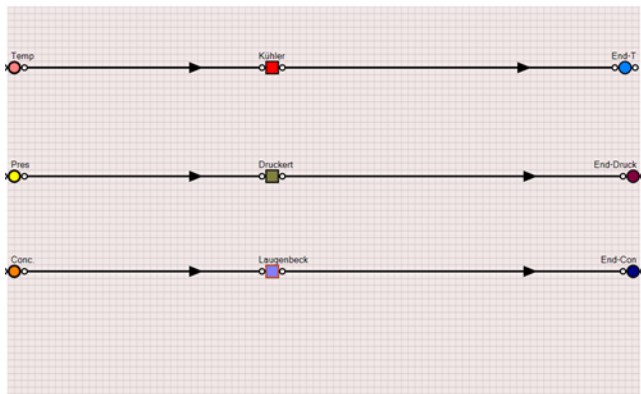 Temp Kühler End-T
Pres Druckert End-Druck
Conc. Laugenbeck End-Con